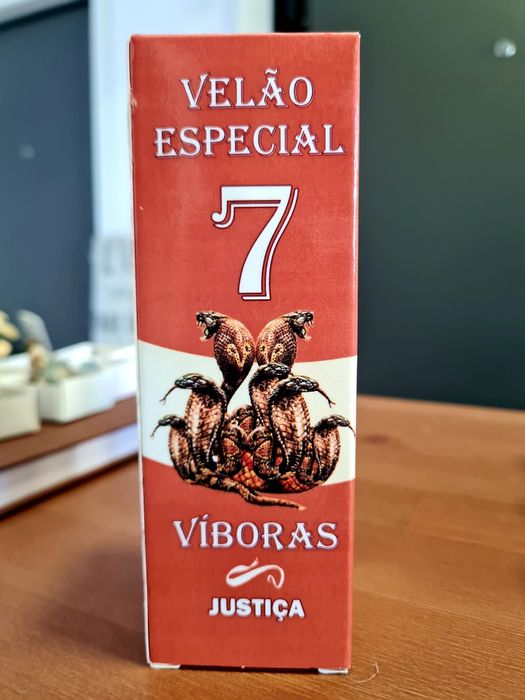 VELÃO
ESPECIAL
7
VÍBORAS
JUSTIÇA